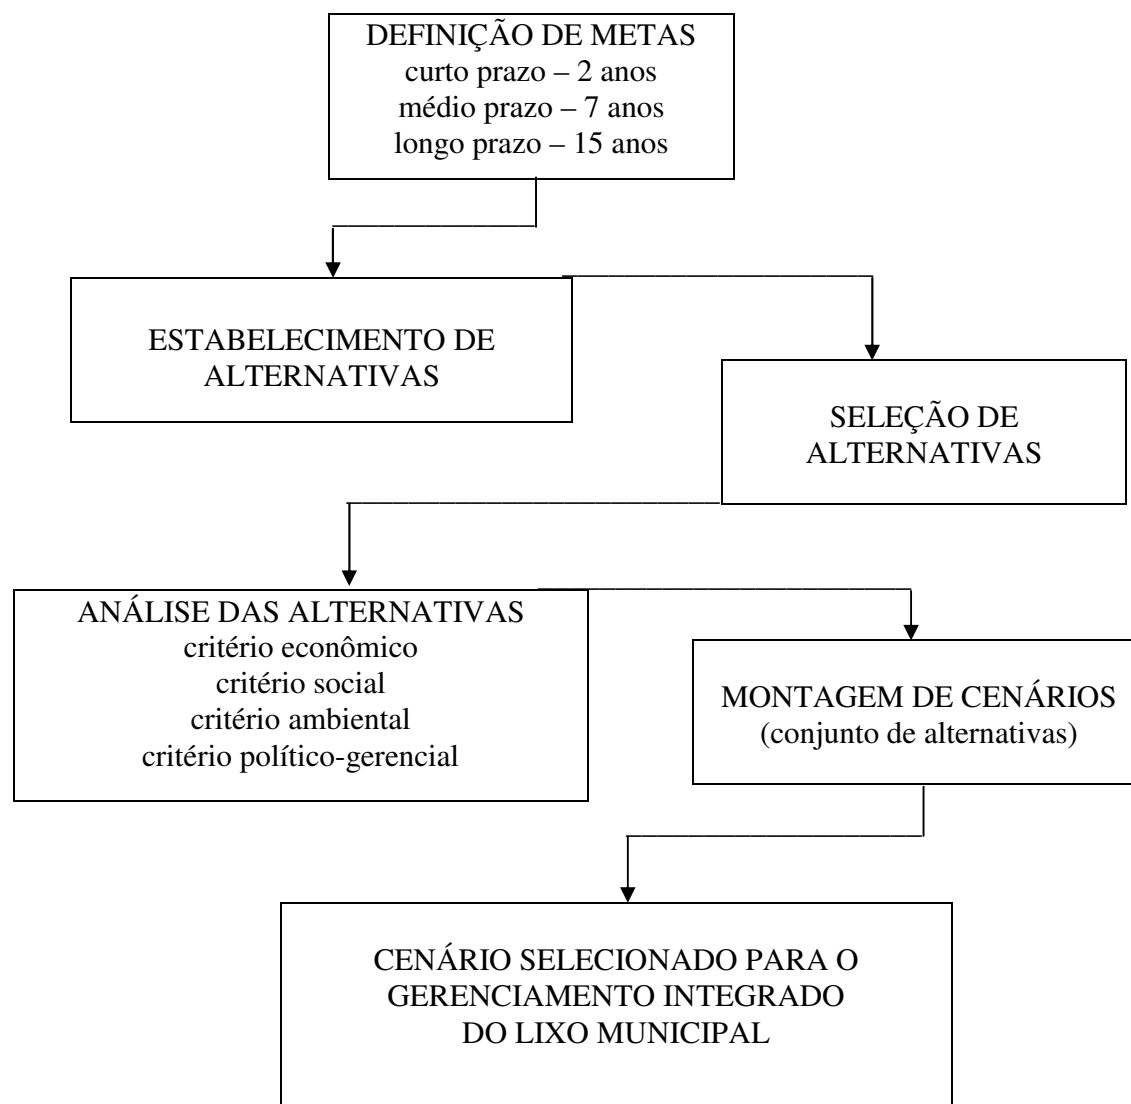 DEFINIÇÃO DE METAS
curto prazo – 2 anos
médio prazo – 7 anos
longo prazo – 15 anos
ESTABELECIMENTO DE
ALTERNATIVAS
SELEÇÃO DE
ALTERNATIVAS
ANÁLISE DAS ALTERNATIVAS
critério econômico
critério social
critério ambiental
critério político-gerencial
MONTAGEM DE CENÁRIOS
(conjunto de alternativas)
CENÁRIO SELECIONADO PARA O
GERENCIAMENTO INTEGRADO
DO LIXO MUNICIPAL